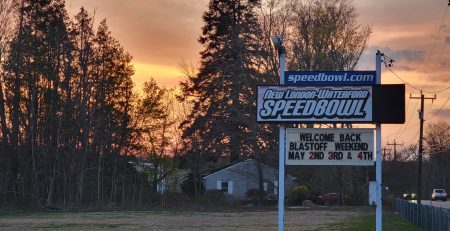 speedbowl.com
New London-Waterford
SPEEDBOWL
WELCOME BACK
BLASTOFF WEEKEND
MAY 2ND 3RD & 4TH